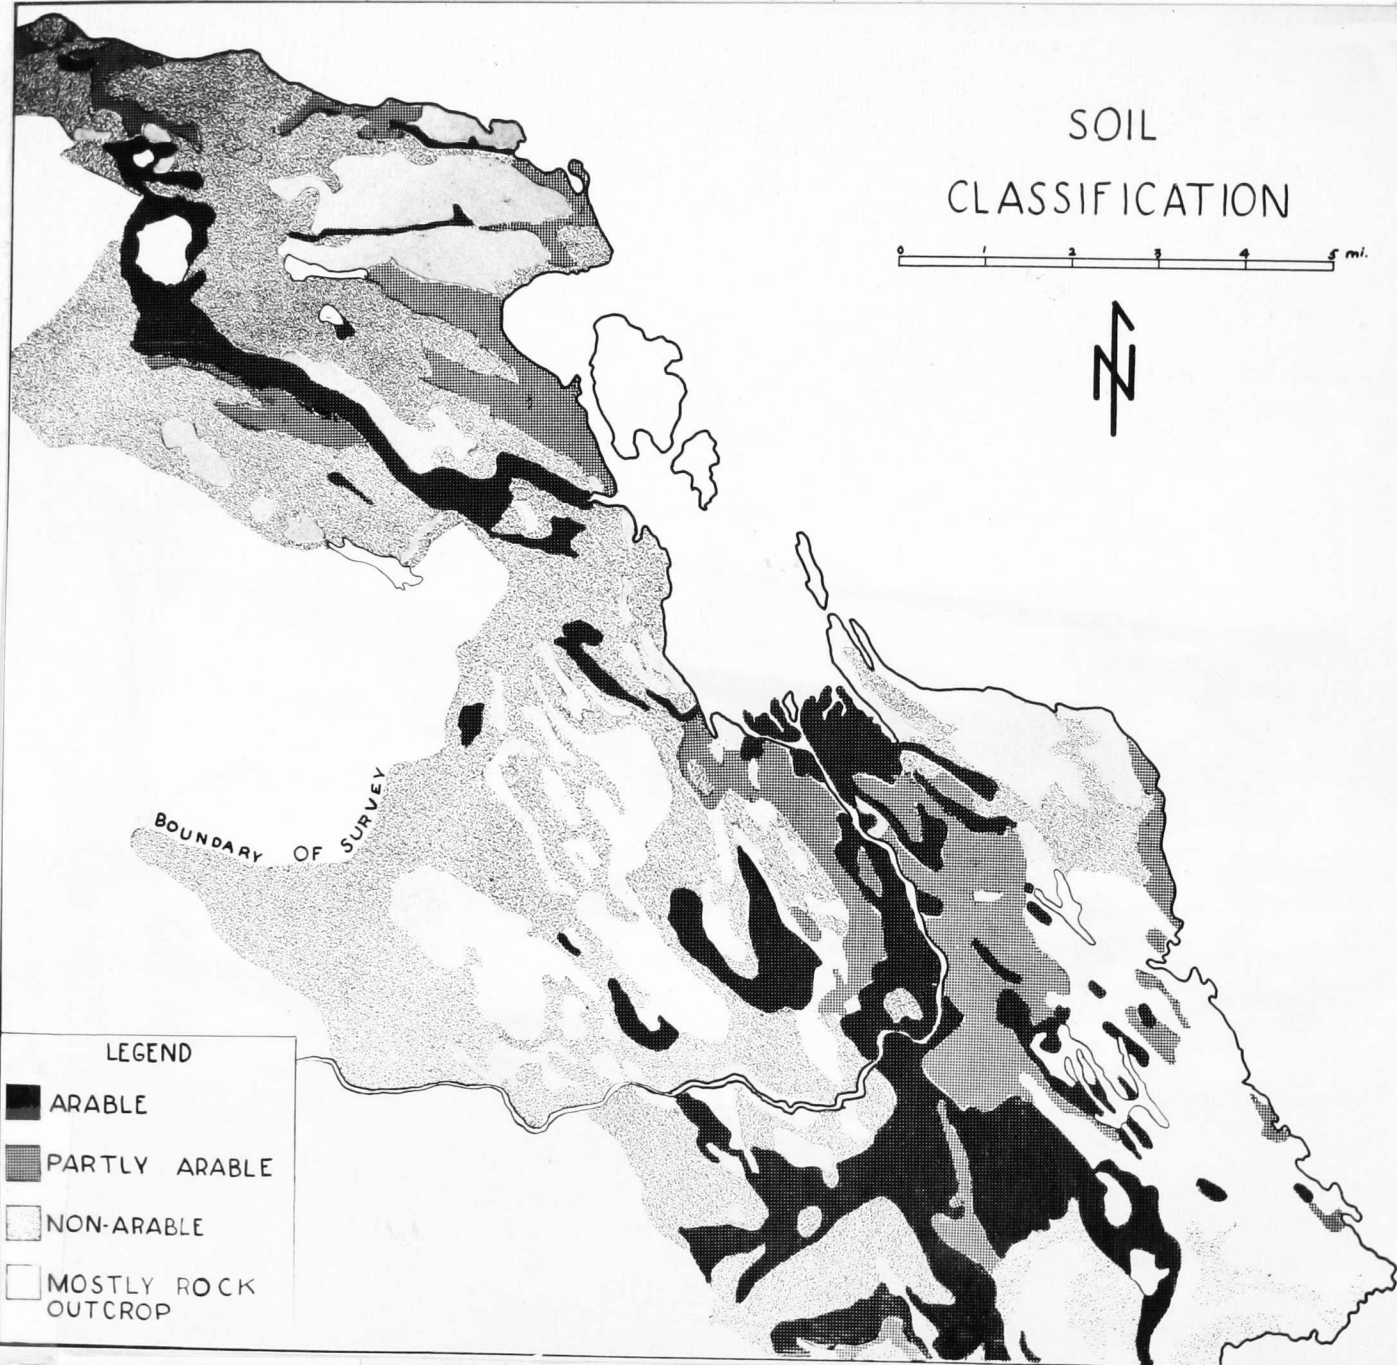 SOIL
CLASSIFICATION
0 1 2 3 4 5 mi.
N
BOUNDARY OF SURVEY
LEGEND
ARABLE
PARTLY ARABLE
NON-ARABLE
MOSTLY ROCK
OUTCROP